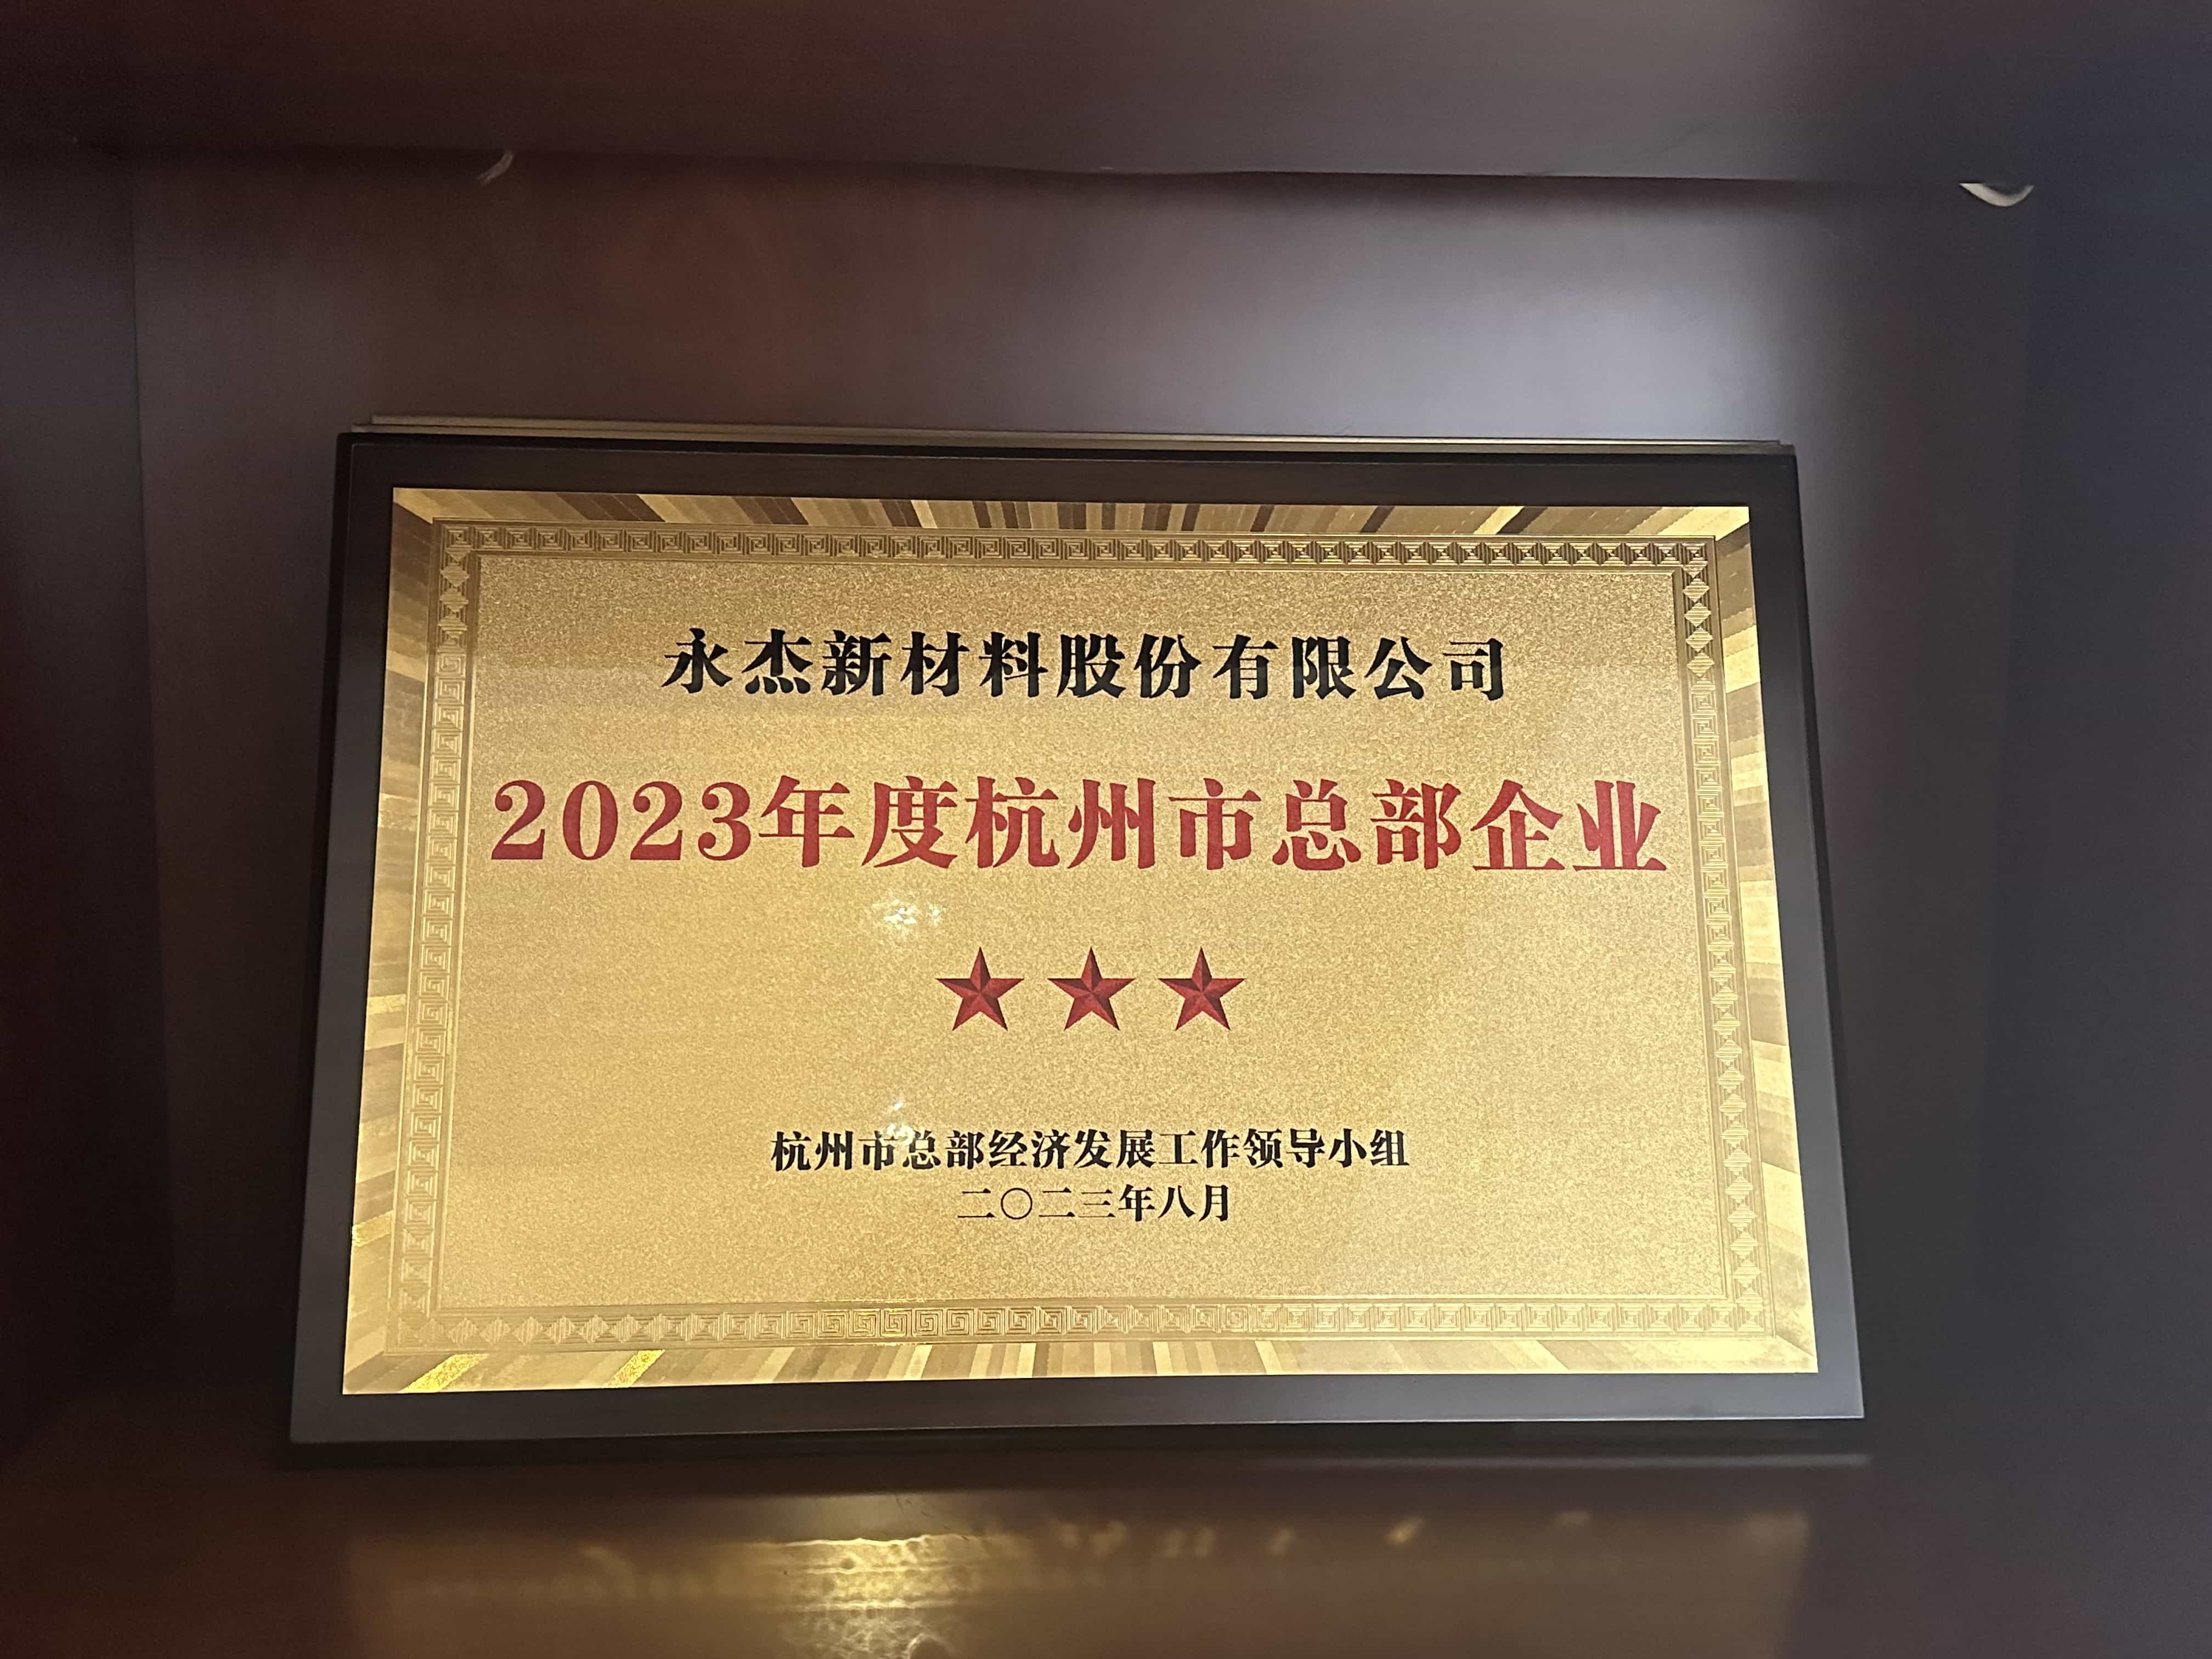 永杰新材料股份有限公司
2023年度杭州市总部企业
杭州市总部经济发展工作领导小组
二〇二三年八月